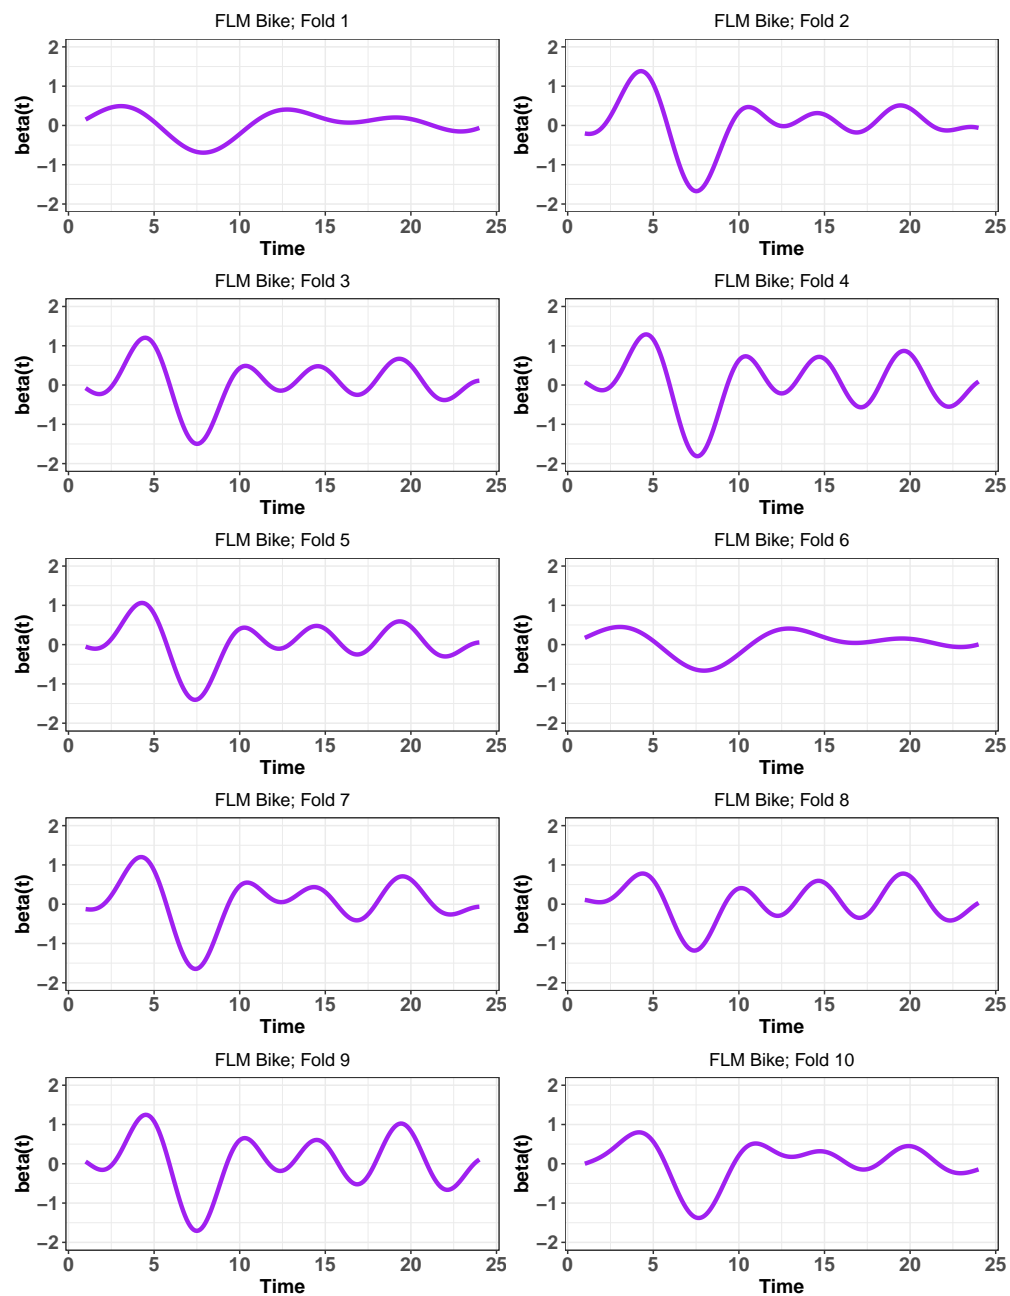 FLM Bike; Fold 1
FLM Bike; Fold 2
2
1
0
−1
−2
beta(t)
0 5 10 15 20 25
Time
2
1
0
−1
−2
beta(t)
0 5 10 15 20 25
Time
FLM Bike; Fold 3
FLM Bike; Fold 4
2
1
0
−1
−2
beta(t)
0 5 10 15 20 25
Time
2
1
0
−1
−2
beta(t)
0 5 10 15 20 25
Time
FLM Bike; Fold 5
FLM Bike; Fold 6
2
1
0
−1
−2
beta(t)
0 5 10 15 20 25
Time
2
1
0
−1
−2
beta(t)
0 5 10 15 20 25
Time
FLM Bike; Fold 7
FLM Bike; Fold 8
2
1
0
−1
−2
beta(t)
0 5 10 15 20 25
Time
2
1
0
−1
−2
beta(t)
0 5 10 15 20 25
Time
FLM Bike; Fold 9
FLM Bike; Fold 10
2
1
0
−1
−2
beta(t)
0 5 10 15 20 25
Time
2
1
0
−1
−2
beta(t)
0 5 10 15 20 25
Time